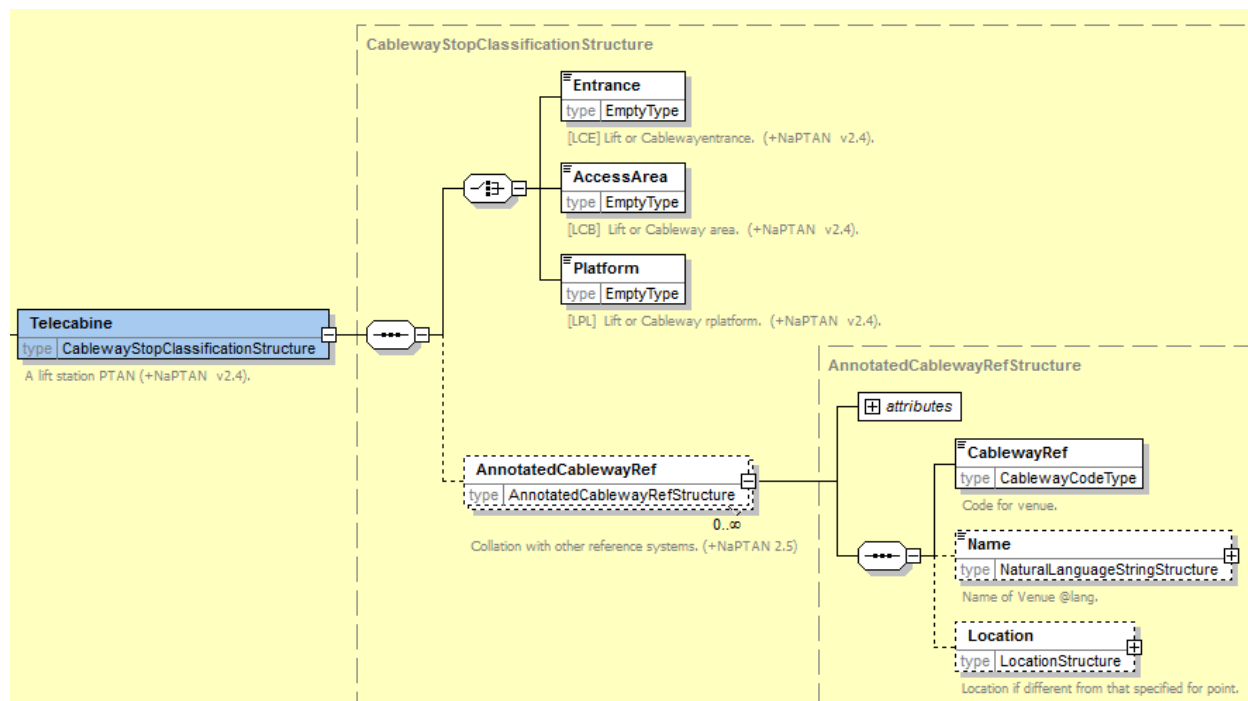 CablewayStopClassificationStructure
Entrance
type EmptyType
[LCE] Lift or Cablewayentrance. (+NaPTAN v2.4).
AccessArea
type EmptyType
[LCB] Lift or Cableway area. (+NaPTAN v2.4).
Platform
type EmptyType
[LPL] Lift or Cableway rplatform. (+NaPTAN v2.4).
Telecabine
type CablewayStopClassificationStructure
A lift station PTAN (+NaPTAN v2.4).
AnnotatedCablewayRefStructure
attributes
AnnotatedCablewayRef
type AnnotatedCablewayRefStructure
0..∞
Collation with other reference systems. (+NaPTAN 2.5)
CablewayRef
type CablewayCodeType
Code for venue.
Name
type NaturalLanguageStringStructure
Name of Venue @lang.
Location
type LocationStructure
Location if different from that specified for point.